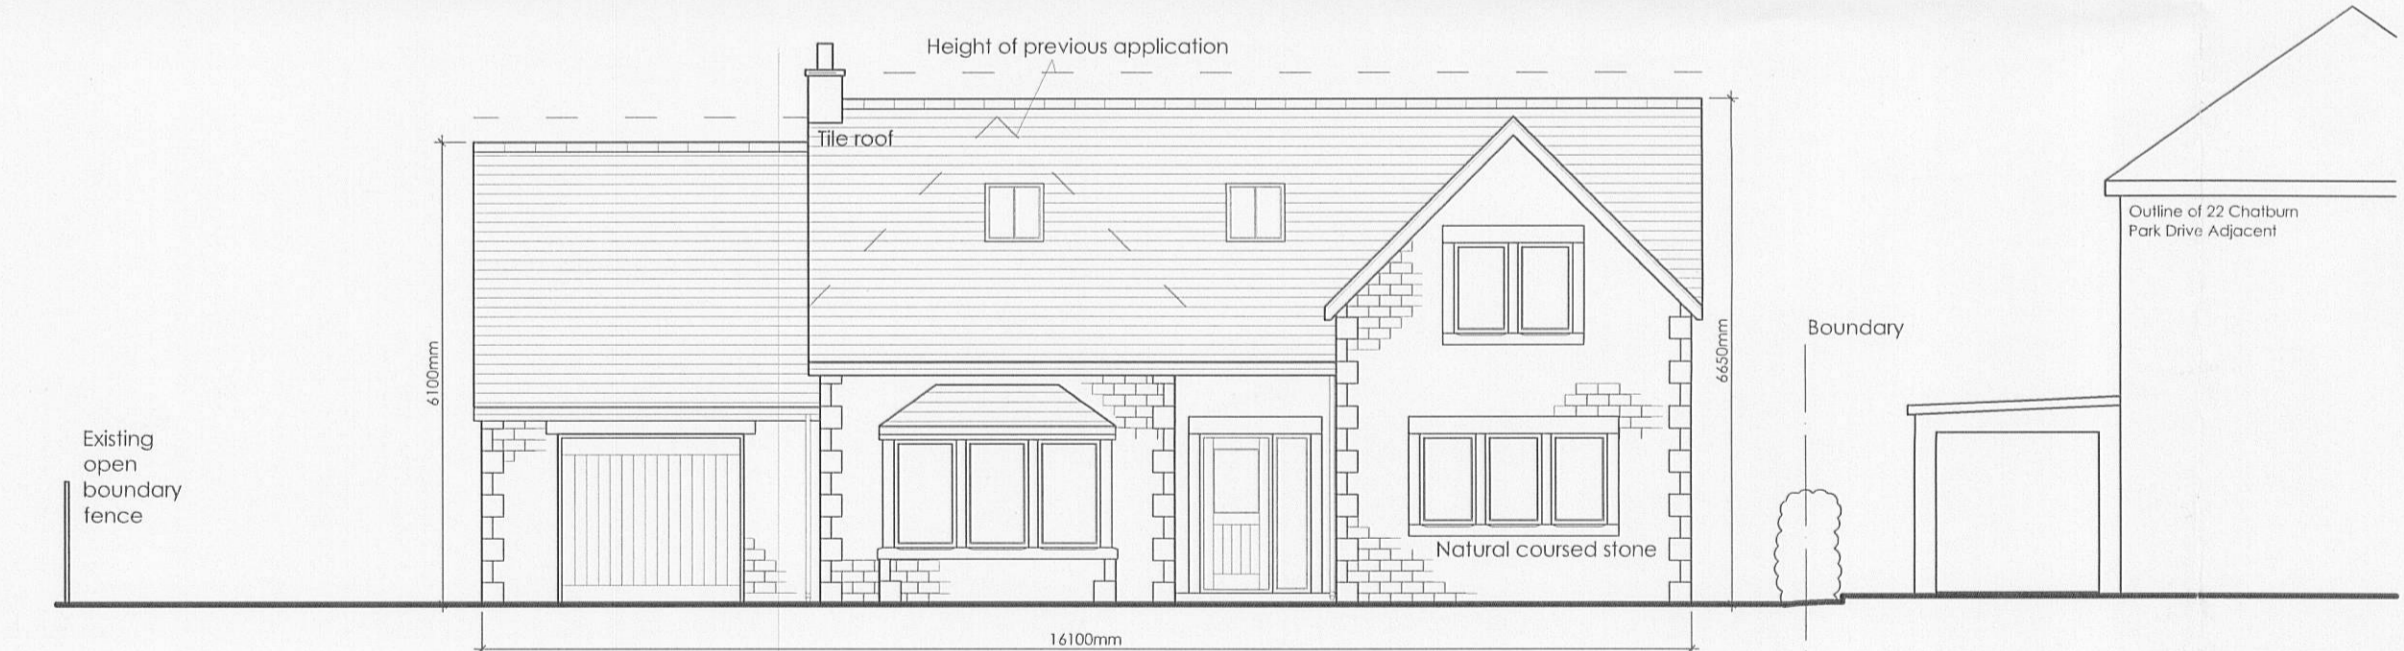 Height of previous application
Tile roof
Outline of 22 Chatburn
Park Drive Adjacent
Boundary
6100mm
6650mm
Existing
open
boundary
fence
Natural coursed stone
16100mm